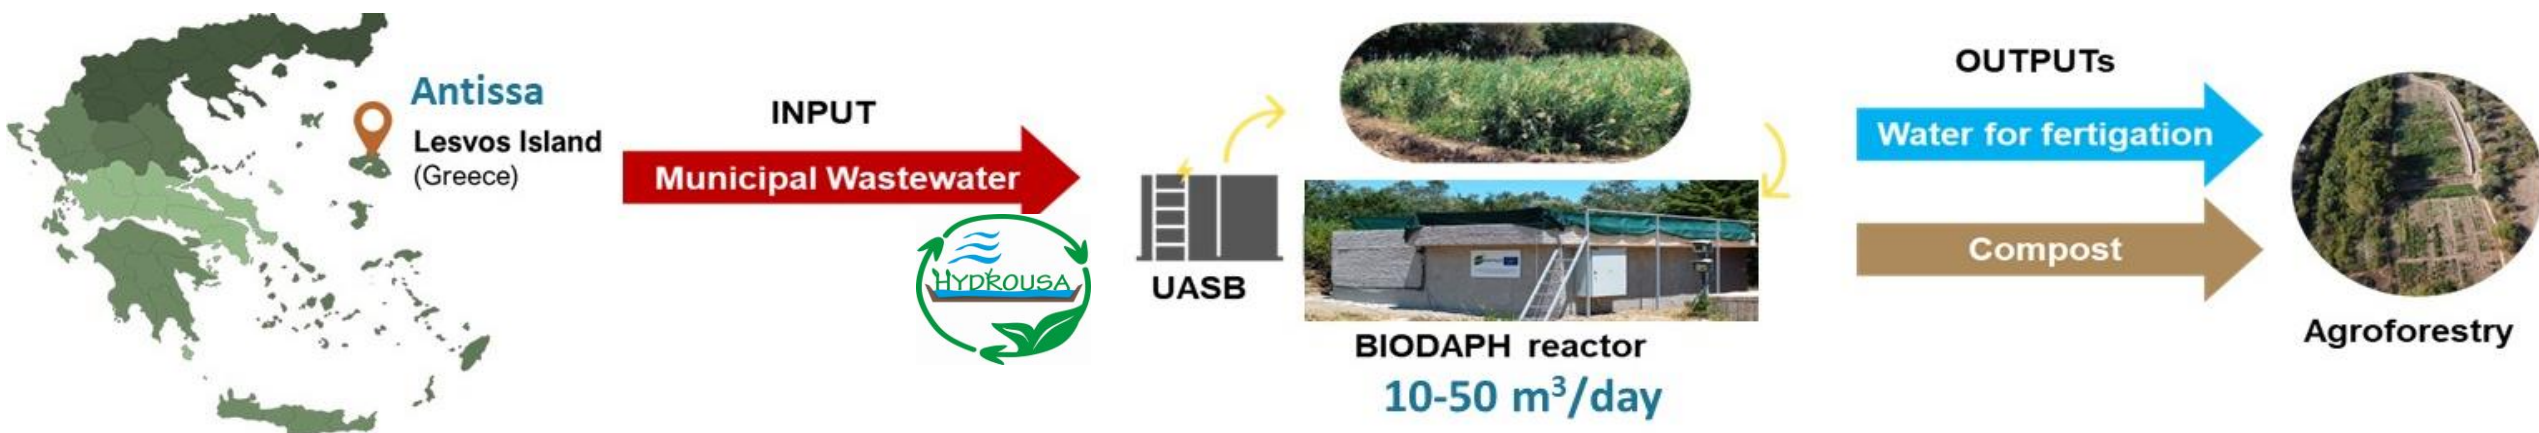 Antissa
Lesvos Island
(Greece)
INPUT
Municipal Wastewater
HYDROUSA
UASB
BIODAPH reactor
10-50 m³/day
OUTPUTs
Water for fertigation
Compost
Agroforestry